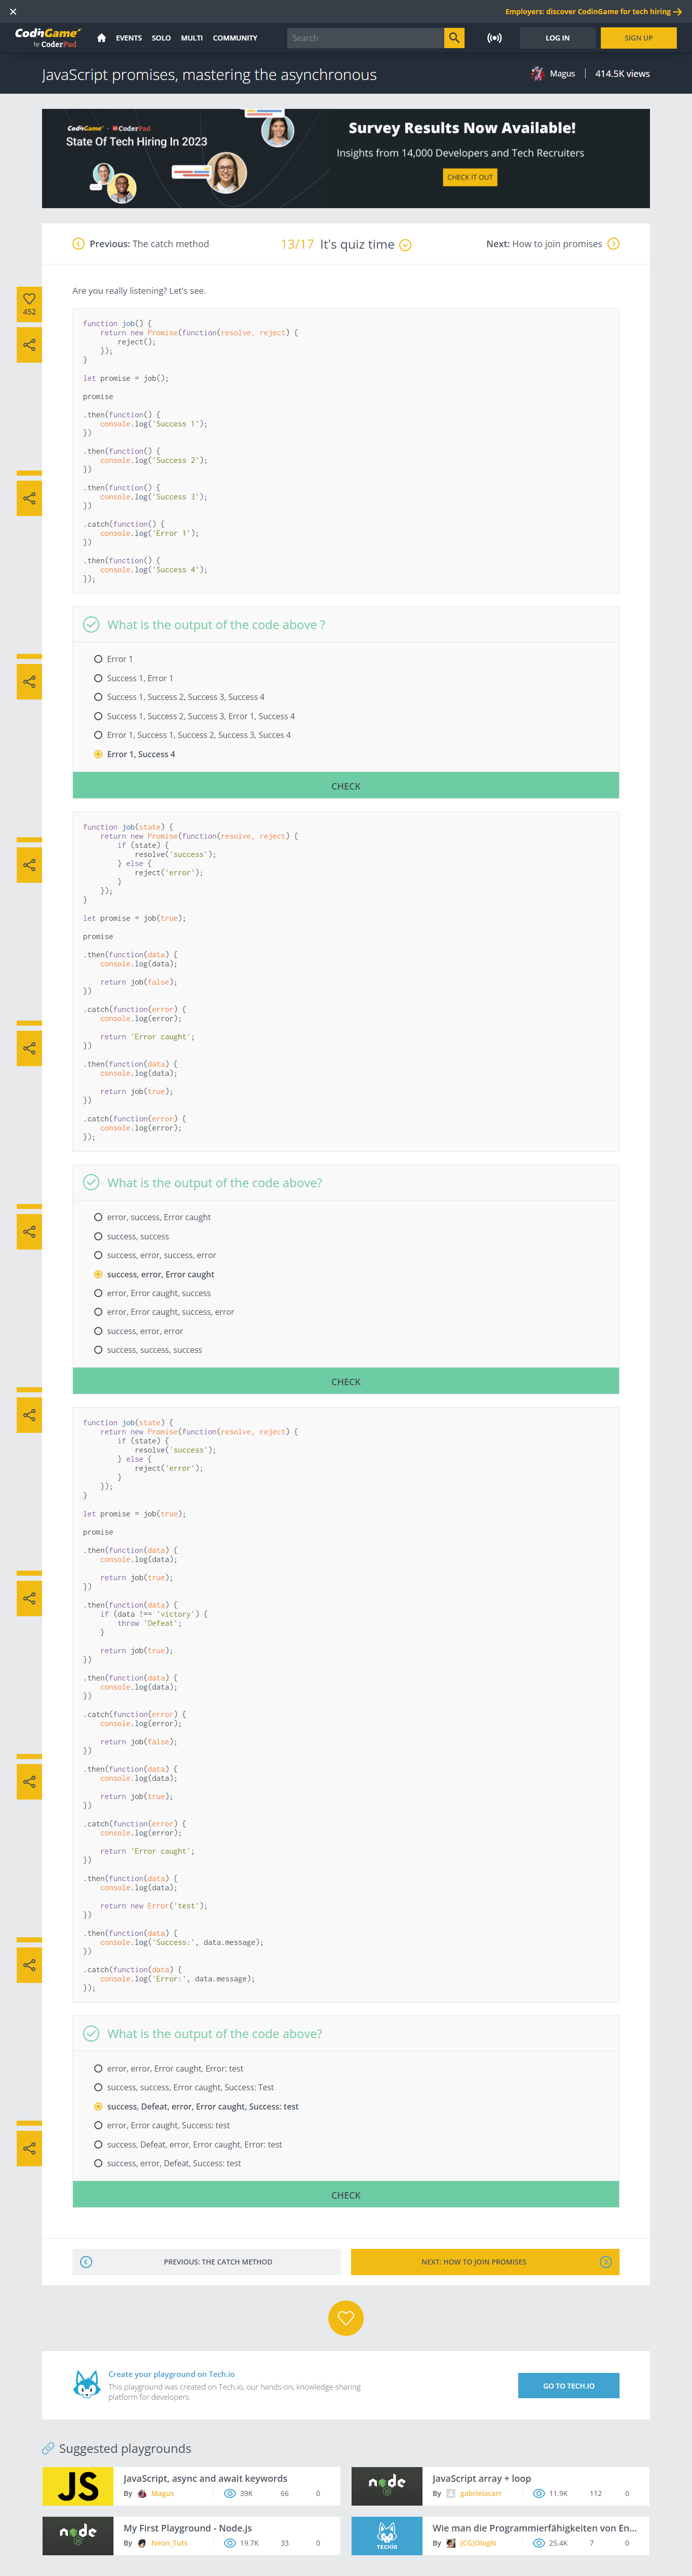 Employers: discover CodinGame for tech hiring
CodinGame
by CoderPad
EVENTS SOLO MULTI COMMUNITY
Search
LOG IN
SIGN UP
JavaScript promises, mastering the asynchronous
Magus
414.5K views
CodinGame - CoderPad
State Of Tech Hiring In 2023
Survey Results Now Available!
Insights from 14,000 Developers and Tech Recruiters
CHECK IT OUT
Previous: The catch method
13/17 It's quiz time
Next: How to join promises
452
Are you really listening? Let's see.
function job() {
    return new Promise(function(resolve, reject) {
        reject();
    });
}
let promise = job();
promise
.then(function() {
    console.log('Success 1');
})
.then(function() {
    console.log('Success 2');
})
.then(function() {
    console.log('Success 3');
})
.catch(function() {
    console.log('Error 1');
})
.then(function() {
    console.log('Success 4');
});
What is the output of the code above ?
Error 1
Success 1, Error 1
Success 1, Success 2, Success 3, Success 4
Success 1, Success 2, Success 3, Error 1, Success 4
Error 1, Success 1, Success 2, Success 3, Succes 4
Error 1, Success 4
CHECK
function job(state) {
    return new Promise(function(resolve, reject) {
        if (state) {
            resolve('success');
        } else {
            reject('error');
        }
    });
}
let promise = job(true);
promise
.then(function(data) {
    console.log(data);
    return job(false);
})
.catch(function(error) {
    console.log(error);
    return 'Error caught';
})
.then(function(data) {
    console.log(data);
    return job(true);
})
.catch(function(error) {
    console.log(error);
});
What is the output of the code above?
error, success, Error caught
success, success
success, error, success, error
success, error, Error caught
error, Error caught, success
error, Error caught, success, error
success, error, error
success, success, success
CHECK
function job(state) {
    return new Promise(function(resolve, reject) {
        if (state) {
            resolve('success');
        } else {
            reject('error');
        }
    });
}
let promise = job(true);
promise
.then(function(data) {
    console.log(data);
    return job(true);
})
.then(function(data) {
    if (data !== 'victory') {
        throw 'Defeat';
    }
    return job(true);
})
.then(function(data) {
    console.log(data);
})
.catch(function(error) {
    console.log(error);
    return job(false);
})
.then(function(data) {
    console.log(data);
    return job(true);
})
.catch(function(error) {
    console.log(error);
    return 'Error caught';
})
.then(function(data) {
    console.log(data);
    return new Error('test');
})
.then(function(data) {
    console.log('Success:', data.message);
})
.catch(function(data) {
    console.log('Error:', data.message);
});
What is the output of the code above?
error, error, Error caught, Error: test
success, success, Error caught, Success: Test
success, Defeat, error, Error caught, Success: test
error, Error caught, Success: test
success, Defeat, error, Error caught, Error: test
success, error, Defeat, Success: test
CHECK
PREVIOUS: THE CATCH METHOD
NEXT: HOW TO JOIN PROMISES
Create your playground on Tech.io
This playground was created on Tech.io, our hands-on, knowledge-sharing
platform for developers.
GO TO TECH.IO
Suggested playgrounds
JS
JavaScript, async and await keywords
By Magus 39K 66 0
node
JavaScript array + loop
By gabrielacarr 11.9K 112 0
node
My First Playground - Node.js
By Neon_Tuts 19.7K 33 0
TECHIO
Wie man die Programmierfähigkeiten von En...
By [CG]OlogN 25.4K 7 0